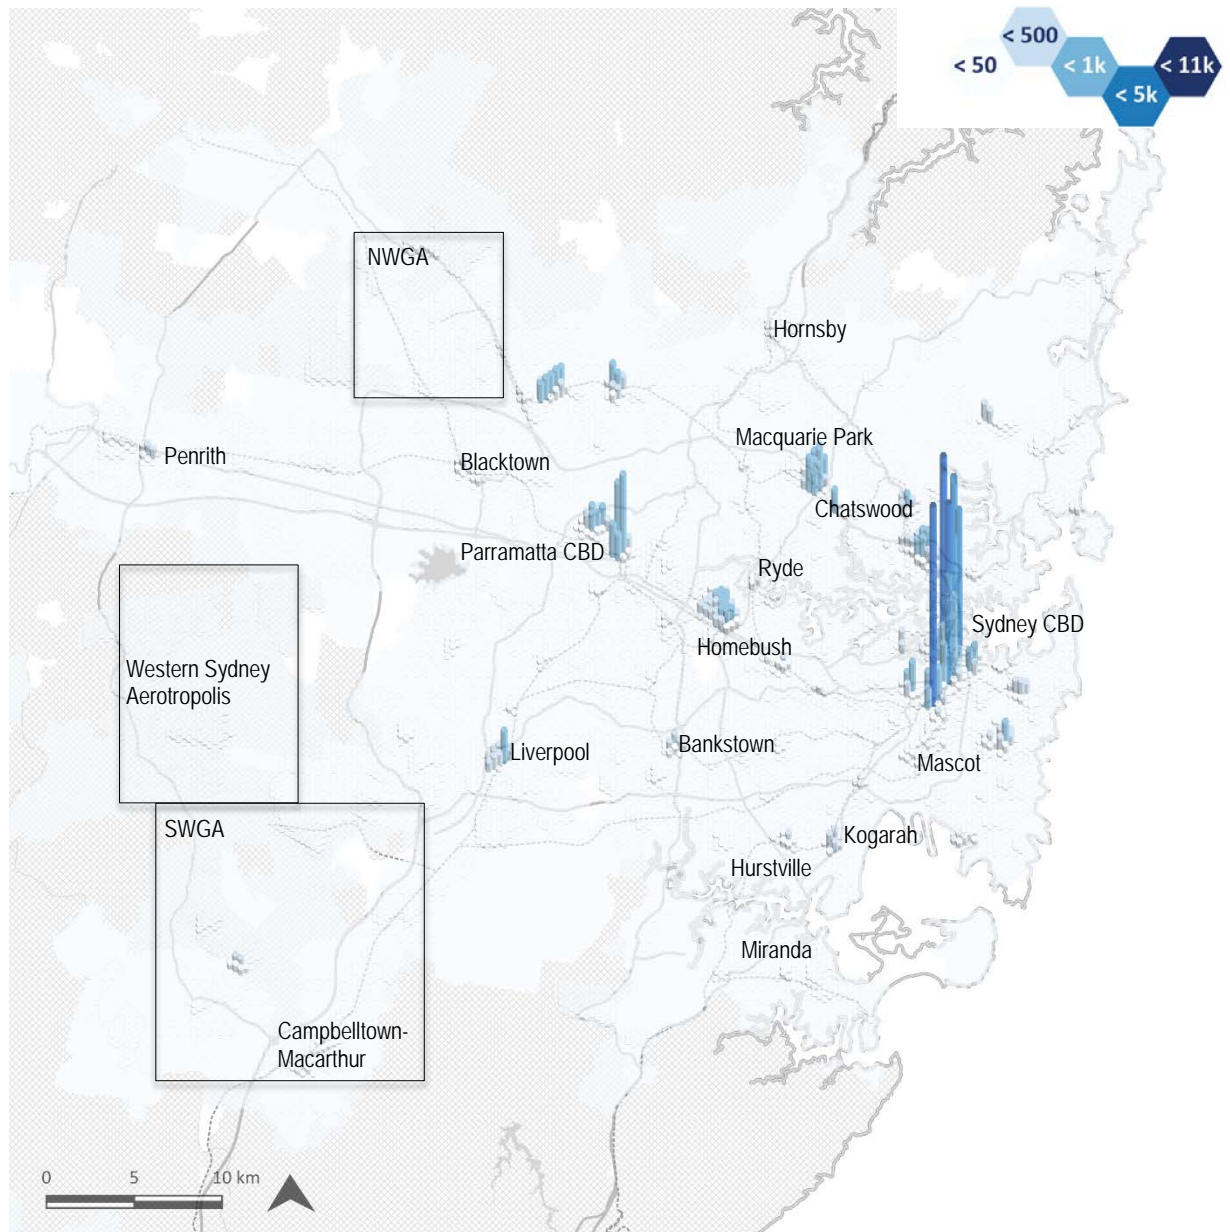 < 500
< 50
< 1k
< 11k
< 5k
NWGA
Hornsby
Macquarie Park
Penrith
Blacktown
Chatswood
Parramatta CBD
Ryde
Sydney CBD
Homebush
Western Sydney
Aerotropolis
Liverpool
Bankstown
Mascot
SWGA
Kogarah
Hurstville
Miranda
Campbelltown-
Macarthur
0 5 10 km